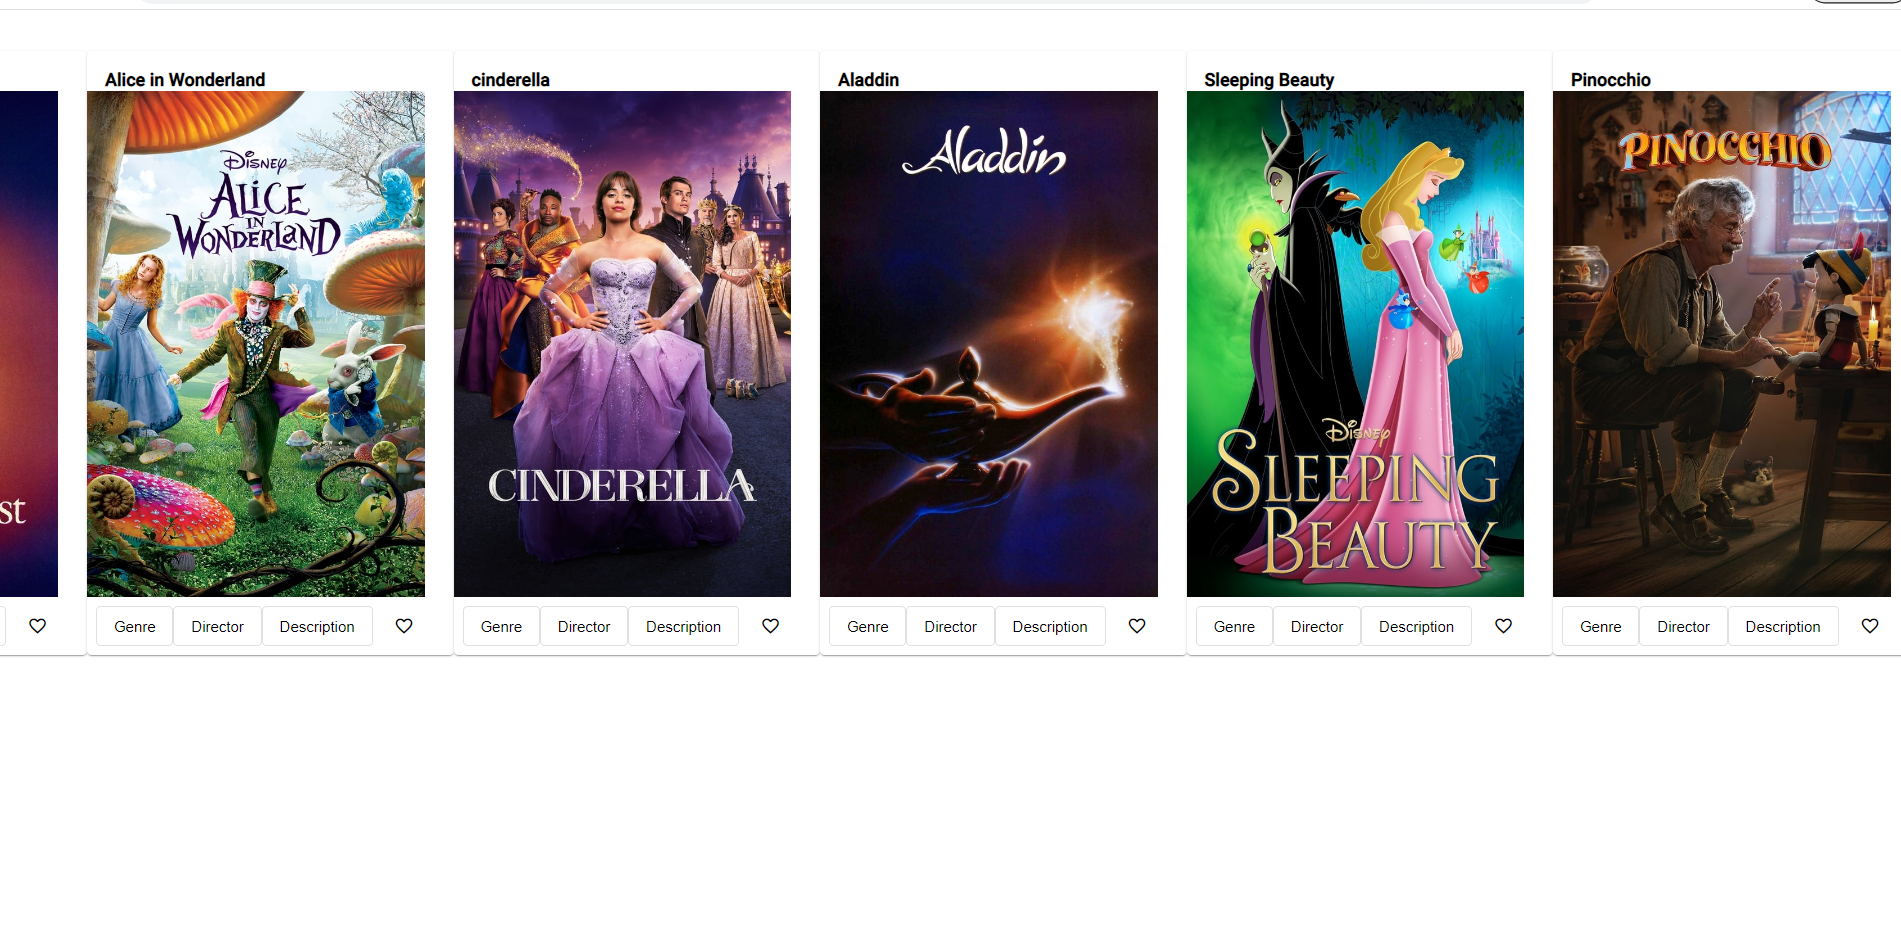 Alice in Wonderland
cinderella
Aladdin
Sleeping Beauty
Pinocchio
st
DISNEY
ALICE
IN
WONDERLAND
CINDERELLA
Aladdin
DISNEY
SLEEPING
BEAUTY
PINOCCHIO
Genre Director Description
Genre Director Description
Genre Director Description
Genre Director Description
Genre Director Description